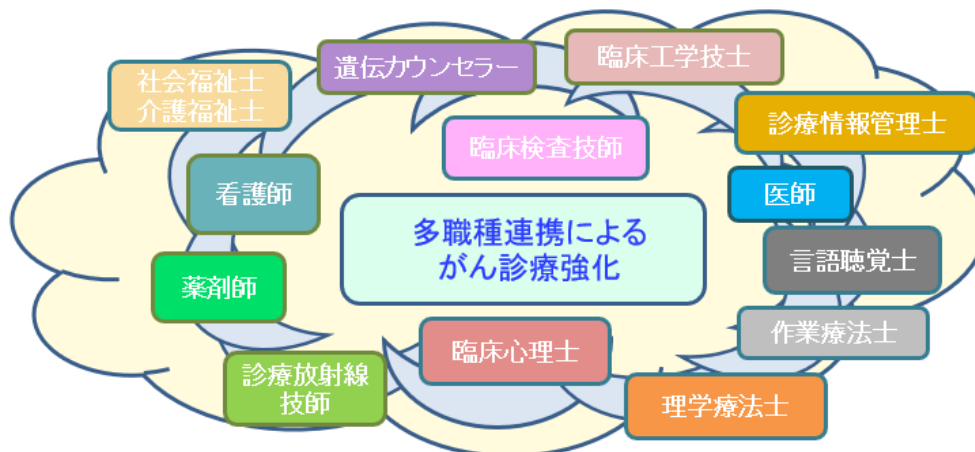 遺伝カウンセラー
臨床工学技士
社会福祉士
介護福祉士
診療情報管理士
臨床検査技師
看護師
医師
多職種連携による
がん診療強化
言語聴覚士
薬剤師
作業療法士
臨床心理士
診療放射線
技師
理学療法士